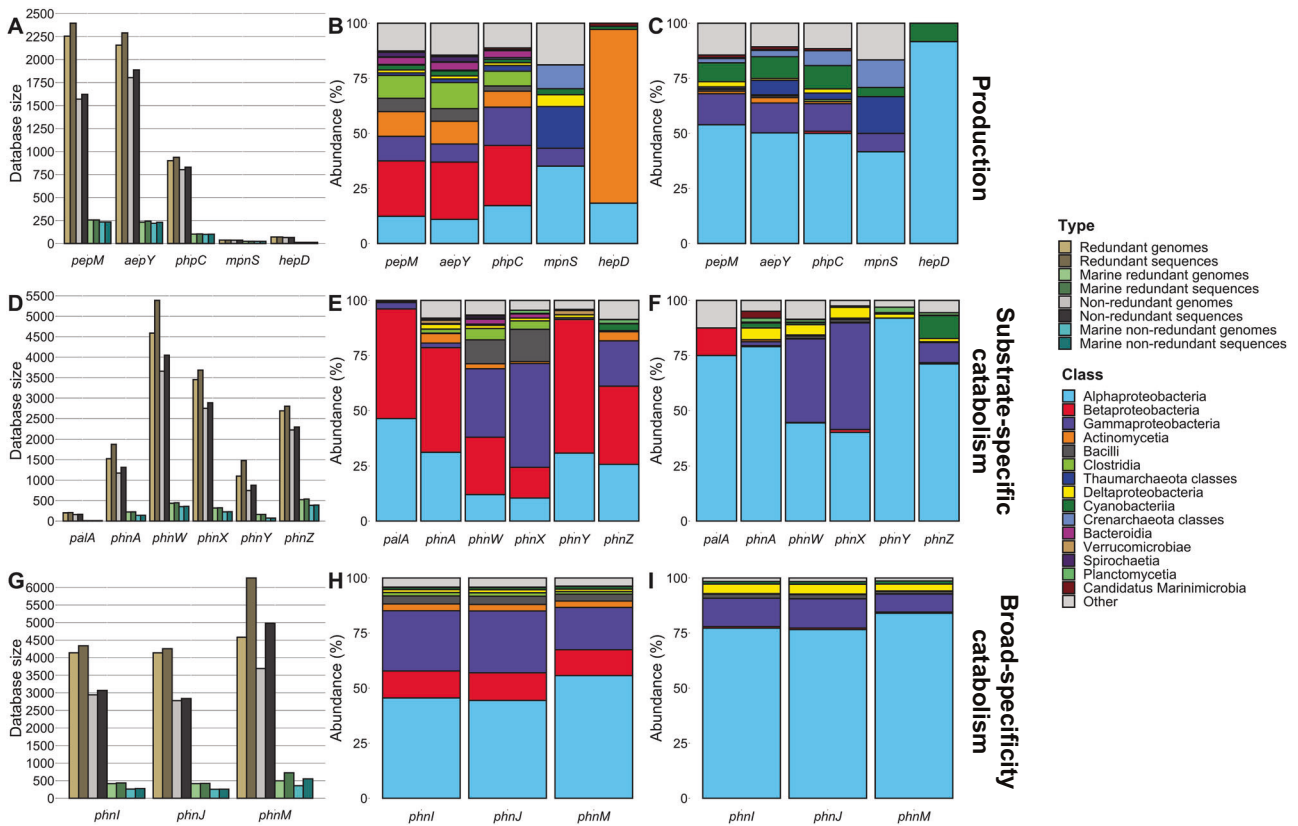 A
Database size
2500
2250
2000
1750
1500
1250
1000
750
500
250
0
pepM aepY phpC mpnS hepD
B
Abundance (%)
100
75
50
25
0
pepM aepY phpC mpnS hepD
C
Abundance (%)
100
75
50
25
0
pepM aepY phpC mpnS hepD
Production
D
Database size
5500
5000
4500
4000
3500
3000
2500
2000
1500
1000
500
0
palA phnA phnW phnX phnY phnZ
E
Abundance (%)
100
75
50
25
0
palA phnA phnW phnX phnY phnZ
F
Abundance (%)
100
75
50
25
0
palA phnA phnW phnX phnY phnZ
Substrate-specific
catabolism
G
Database size
6000
5500
5000
4500
4000
3500
3000
2500
2000
1500
1000
500
0
phnI phnJ phnM
H
Abundance (%)
100
75
50
25
0
phnI phnJ phnM
I
Abundance (%)
100
75
50
25
0
phnI phnJ phnM
Broad-specificity
catabolism
Type
Redundant genomes
Redundant sequences
Marine redundant genomes
Marine redundant sequences
Non-redundant genomes
Non-redundant sequences
Marine non-redundant genomes
Marine non-redundant sequences
Class
Alphaproteobacteria
Betaproteobacteria
Gammaproteobacteria
Actinomycetia
Bacilli
Clostridia
Thaumarchaeota classes
Deltaproteobacteria
Cyanobacteriia
Crenarchaeota classes
Bacteroidia
Verrucomicrobiae
Spirochaetia
Planctomycetia
Candidatus Marinimicrobia
Other